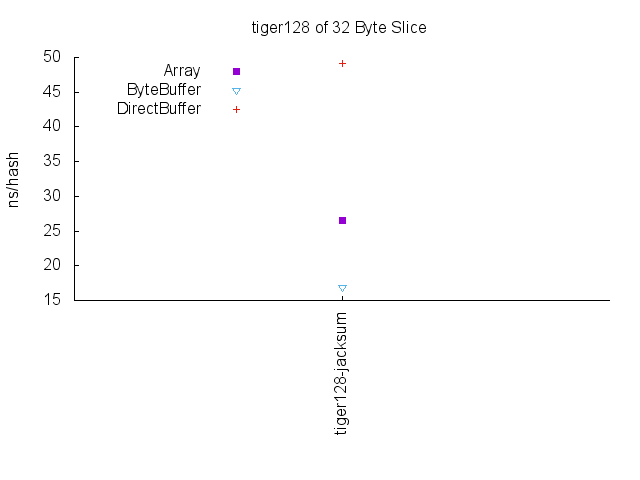 tiger128 of 32 Byte Slice
50
45
40
35
30
25
20
15
ns/hash
Array
ByteBuffer
DirectBuffer
tiger128-jacksum